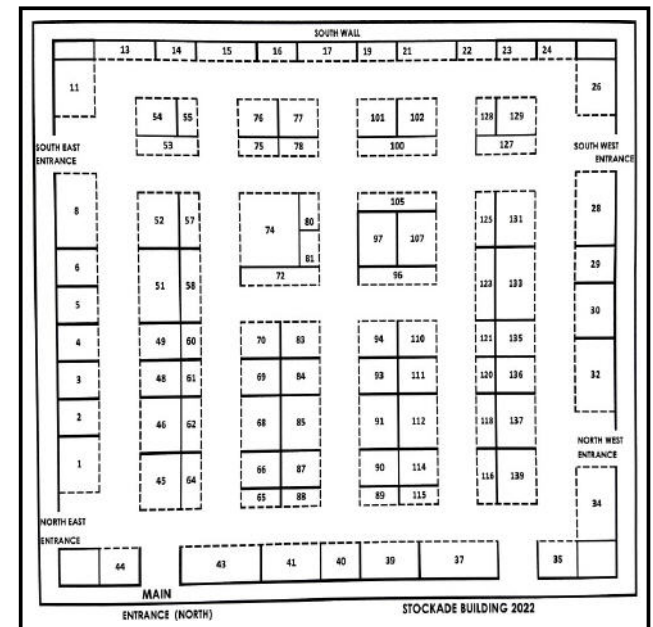 SOUTH WALL
13 14 15 16 17 19 21 22 23 24
11 26
54 55 76 77 101 102 128 129
53 75 78 100 127
SOUTH EAST
ENTRANCE
SOUTH WEST
ENTRANCE
8 52 57 74 80 105 125 131 28
97 107
6 81 29
72 96
5 51 58 123 133 30
4 49 60 70 83 94 110 121 135
3 48 61 69 84 93 111 120 136 32
2 46 62 68 85 91 112 118 137
NORTH WEST
ENTRANCE
1 45 64 66 87 90 114 116 139
65 88 89 115 34
NORTH EAST
ENTRANCE
44 43 41 40 39 37 35
MAIN
ENTRANCE (NORTH)
STOCKADE BUILDING 2022